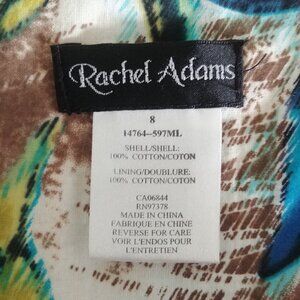 Rachel Adams
8
14764--597ML
SHELL/SHELL:
100% COTTON/COTON
LINING/DOUBLURE:
100% COTTON/COTON
CA06844
RN97378
MADE IN CHINA
FABRIQUE EN CHINE
REVERSE FOR CARE
VOIR L'ENDOS POUR
L'ENTRETIEN